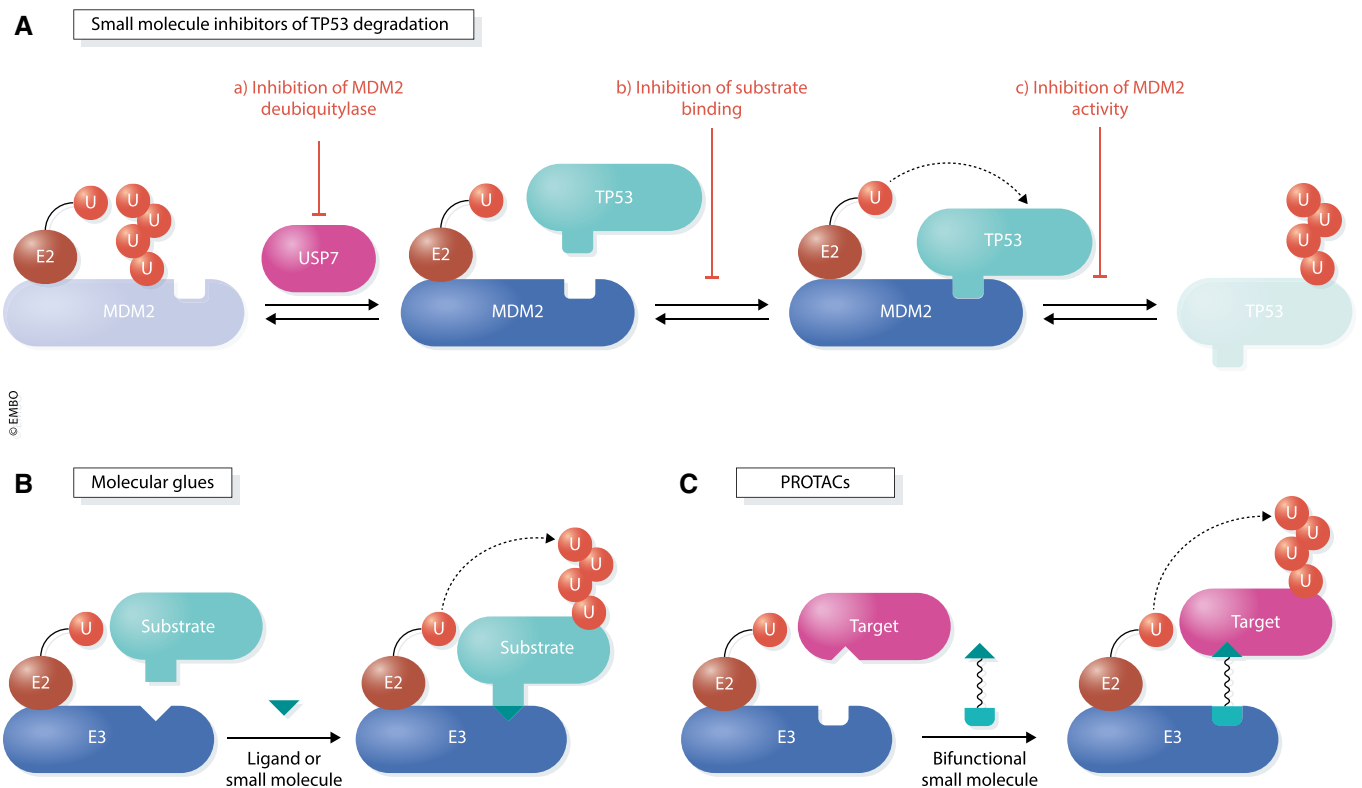 A
Small molecule inhibitors of TP53 degradation
a) Inhibition of MDM2
deubiquitylase
b) Inhibition of substrate
binding
c) Inhibition of MDM2
activity
U
U
U
U
U
E2
MDM2
USP7
U
E2
TP53
MDM2
U
E2
TP53
MDM2
U
U
U
U
TP53
© EMBO
B
Molecular glues
U
Substrate
E2
E3
Ligand or
small molecule
U
U
U
U
U
Substrate
E2
E3
C
PROTACs
U
Target
E2
E3
Bifunctional
small molecule
U
U
U
U
U
Target
E2
E3